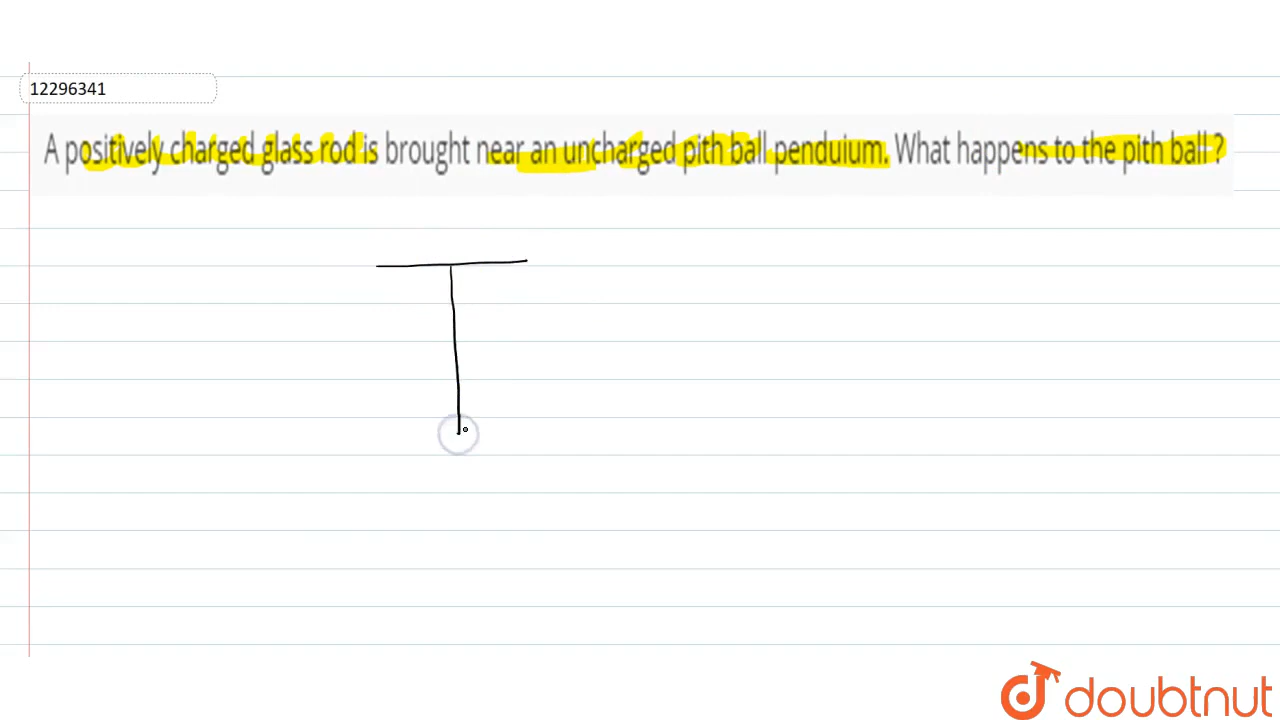 12296341
A positively charged glass rod is brought near an uncharged pith ball penduium. What happens to the pith ball ?
doubtnut